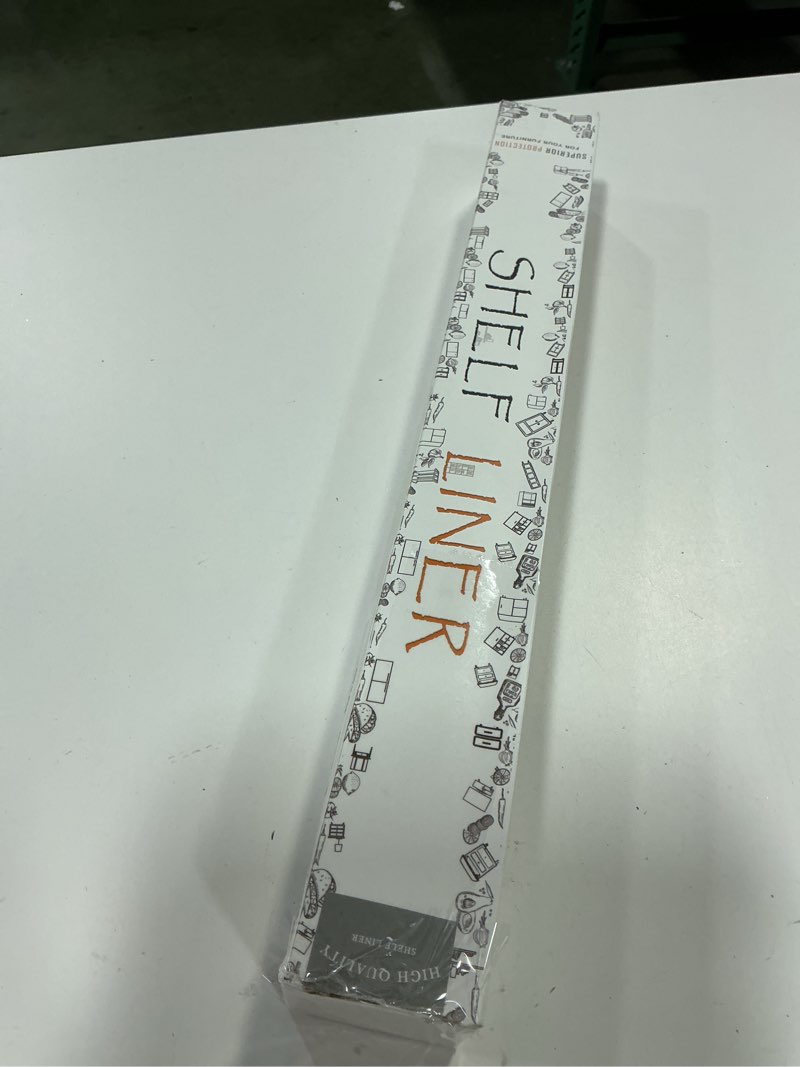 SUPERIOR PROTECTION
FOR YOUR FURNITURE
SHELF LINER
HIGH QUALITY
SHELF LINER